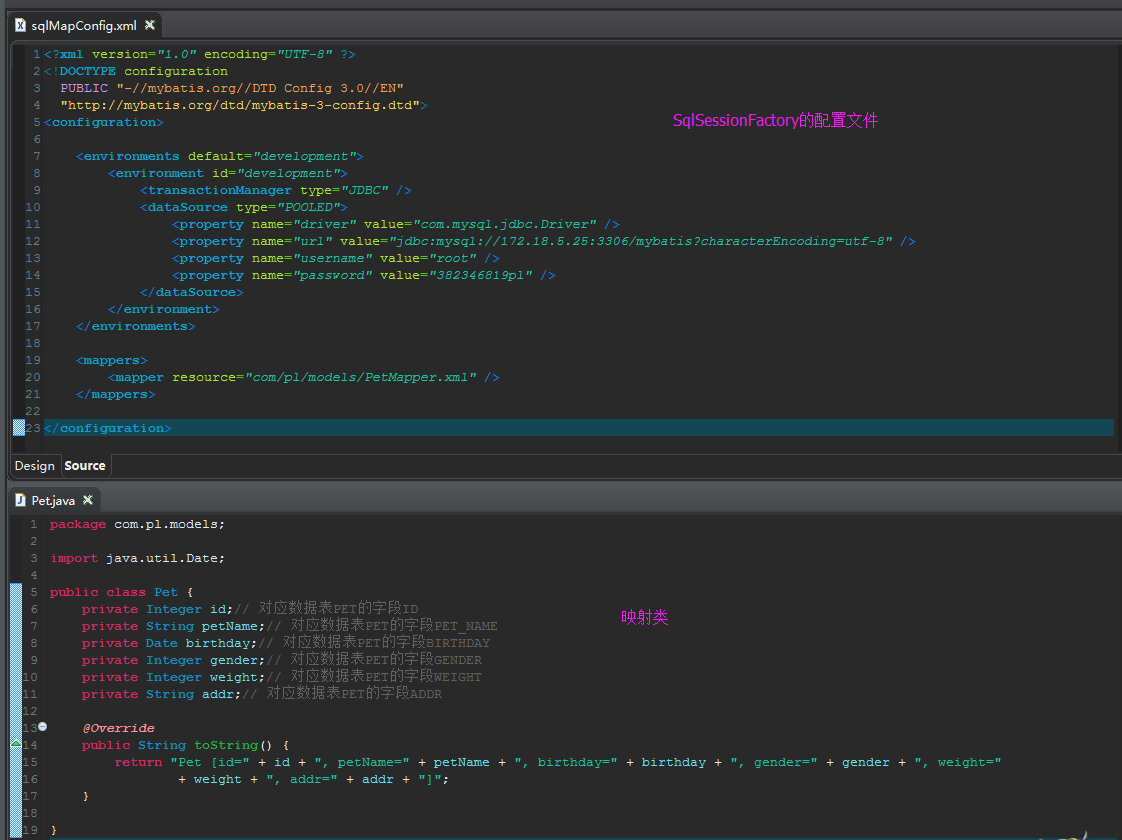 sqlMapConfig.xml
1 <?xml version="1.0" encoding="UTF-8" ?>
2 <!DOCTYPE configuration
3 PUBLIC "-//mybatis.org//DTD Config 3.0//EN"
4 "http://mybatis.org/dtd/mybatis-3-config.dtd">
5 <configuration>
SqlSessionFactory的配置文件
6
7 <environments default="development">
8 <environment id="development">
9 <transactionManager type="JDBC" />
10 <dataSource type="POOLED">
11 <property name="driver" value="com.mysql.jdbc.Driver" />
12 <property name="url" value="jdbc:mysql://172.18.5.25:3306/mybatis?characterEncoding=utf-8" />
13 <property name="username" value="root" />
14 <property name="password" value="382346819pl" />
15 </dataSource>
16 </environment>
17 </environments>
18
19 <mappers>
20 <mapper resource="com/pl/models/PetMapper.xml" />
21 </mappers>
22
23 </configuration>
Design Source
Pet.java
1 package com.pl.models;
2
3 import java.util.Date;
4
5 public class Pet {
6 private Integer id;// 对应数据表PET的字段ID
映射类
7 private String petName;// 对应数据表PET的字段PET_NAME
8 private Date birthday;// 对应数据表PET的字段BIRTHDAY
9 private Integer gender;// 对应数据表PET的字段GENDER
10 private Integer weight;// 对应数据表PET的字段WEIGHT
11 private String addr;// 对应数据表PET的字段ADDR
12
13 @Override
14 public String toString() {
15 return "Pet [id=" + id + ", petName=" + petName + ", birthday=" + birthday + ", gender=" + gender + ", weight="
16 + weight + ", addr=" + addr + "]";
17 }
18
19 }